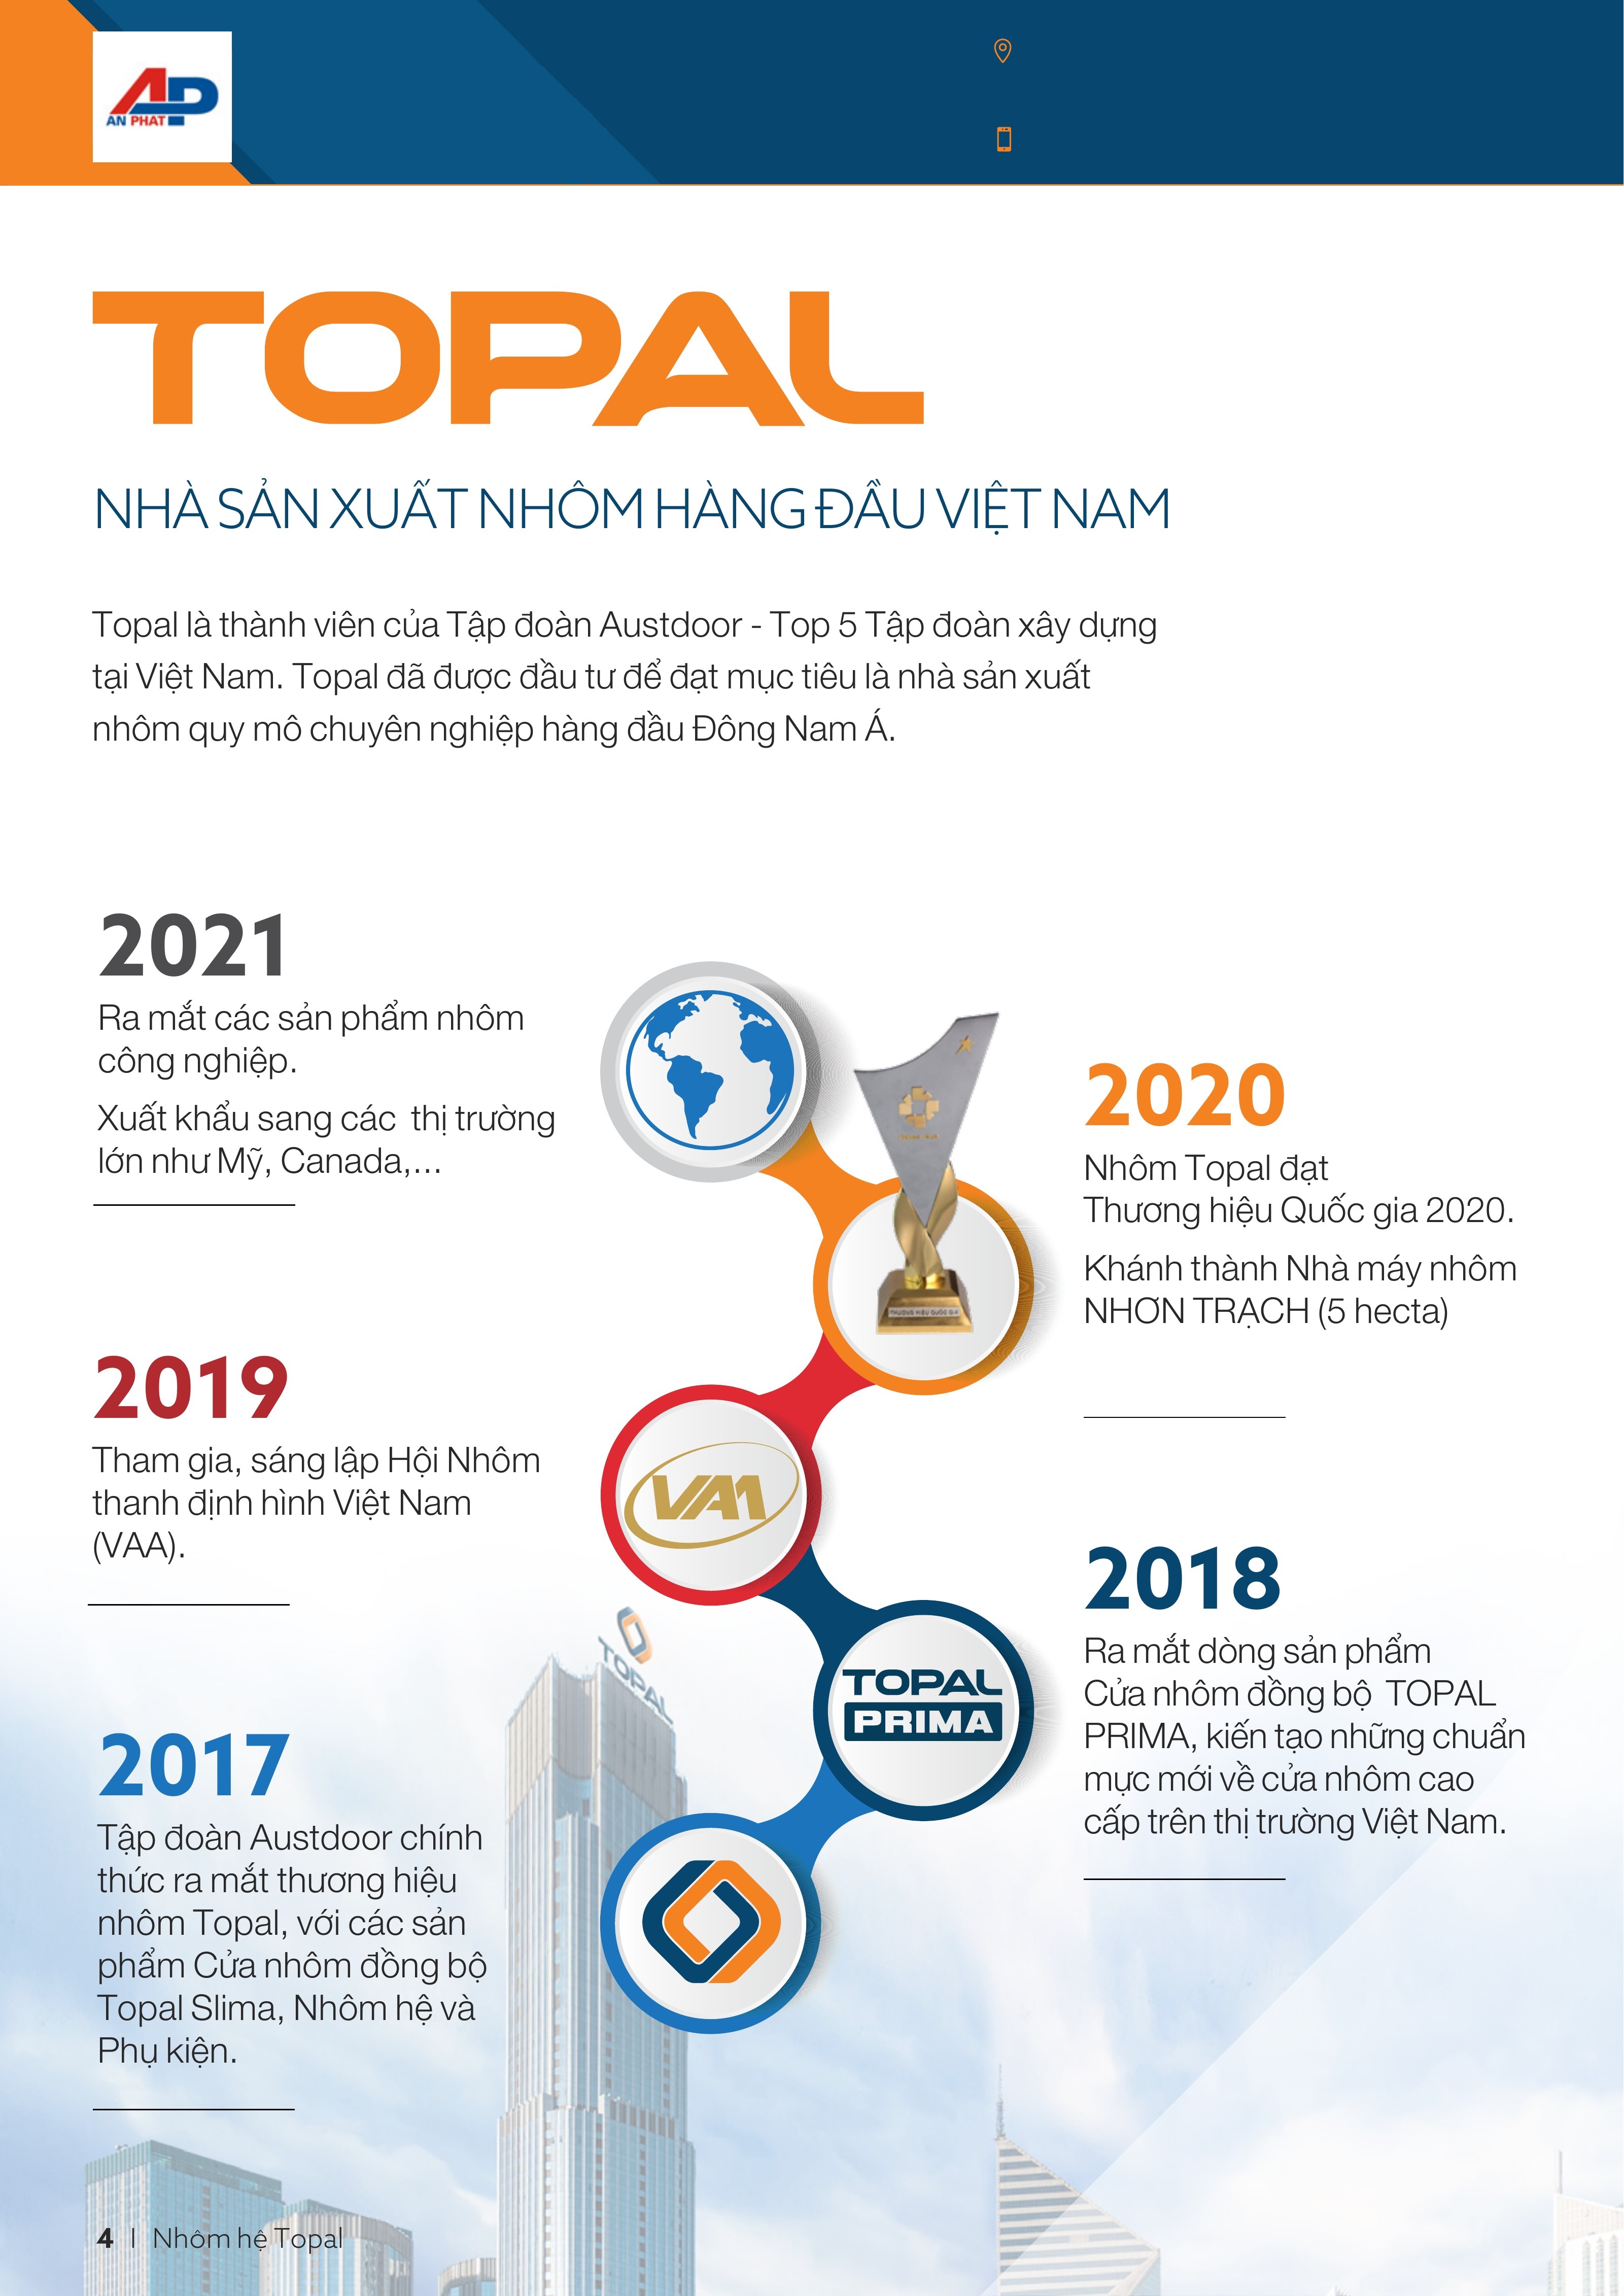 AN PHAT
TOPAL
NHÀ SẢN XUẤT NHÔM HÀNG ĐẦU VIỆT NAM
Topal là thành viên của Tập đoàn Austdoor - Top 5 Tập đoàn xây dựng
tại Việt Nam. Topal đã được đầu tư để đạt mục tiêu là nhà sản xuất
nhôm quy mô chuyên nghiệp hàng đầu Đông Nam Á.
2021
Ra mắt các sản phẩm nhôm
công nghiệp.
Xuất khẩu sang các thị trường
lớn như Mỹ, Canada,...
2020
Nhôm Topal đạt
Thương hiệu Quốc gia 2020.
Khánh thành Nhà máy nhôm
NHƠN TRẠCH (5 hecta)
THƯƠNG HIỆU QUỐC GIA
2019
Tham gia, sáng lập Hội Nhôm
thanh định hình Việt Nam
(VAA).
VAA
2018
Ra mắt dòng sản phẩm
Cửa nhôm đồng bộ TOPAL
PRIMA, kiến tạo những chuẩn
mực mới về cửa nhôm cao
cấp trên thị trường Việt Nam.
TOPAL
PRIMA
TOPAL
2017
Tập đoàn Austdoor chính
thức ra mắt thương hiệu
nhôm Topal, với các sản
phẩm Cửa nhôm đồng bộ
Topal Slima, Nhôm hệ và
Phụ kiện.
4 | Nhôm hệ Topal